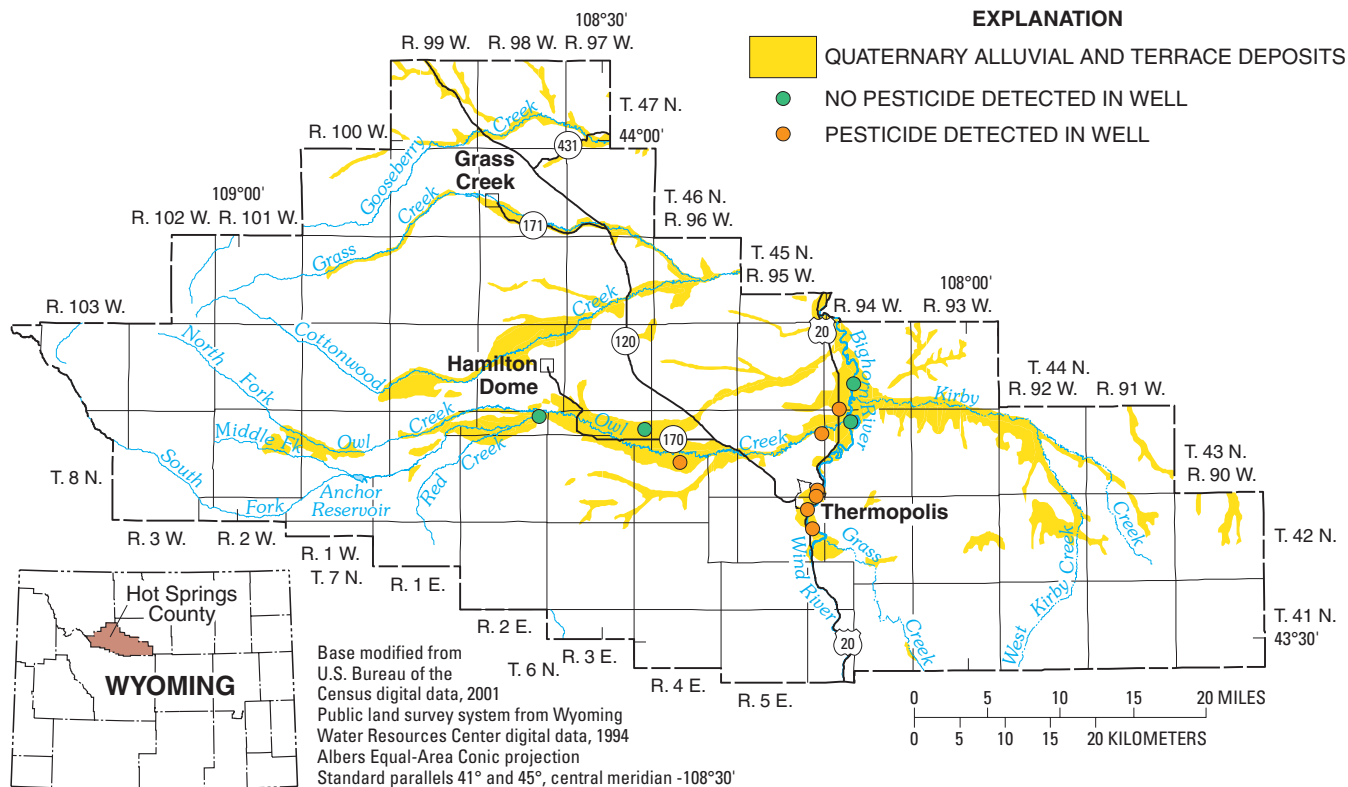 EXPLANATION
QUATERNARY ALLUVIAL AND TERRACE DEPOSITS
NO PESTICIDE DETECTED IN WELL
PESTICIDE DETECTED IN WELL
108°30'
R. 99 W.
R. 98 W.
R. 97 W.
T. 47 N.
44°00'
R. 100 W.
Gooseberry
Creek
431
Grass
Creek
109°00'
R. 102 W.
R. 101 W.
T. 46 N.
R. 96 W.
Grass
Creek
171
T. 45 N.
R. 95 W.
108°00'
R. 94 W.
R. 93 W.
R. 103 W.
North
Fork
Cottonwood
Creek
120
20
Bighorn River
Hamilton
Dome
T. 44 N.
R. 92 W.
R. 91 W.
Kirby
Creek
Middle Fk
Owl
Creek
Owl
Creek
170
T. 43 N.
R. 90 W.
T. 8 N.
South
Fork
Anchor
Reservoir
Red
Creek
Thermopolis
R. 3 W.
R. 2 W.
R. 1 W.
T. 7 N.
R. 1 E.
Wind
River
Grass
Creek
West
Kirby
Creek
T. 42 N.
T. 41 N.
43°30'
R. 2 E.
T. 6 N.
R. 3 E.
R. 4 E.
R. 5 E.
20
Hot Springs
County
WYOMING
Base modified from
U.S. Bureau of the
Census digital data, 2001
Public land survey system from Wyoming
Water Resources Center digital data, 1994
Albers Equal-Area Conic projection
Standard parallels 41° and 45°, central meridian -108°30'
0 5 10 15 20 MILES
0 5 10 15 20 KILOMETERS